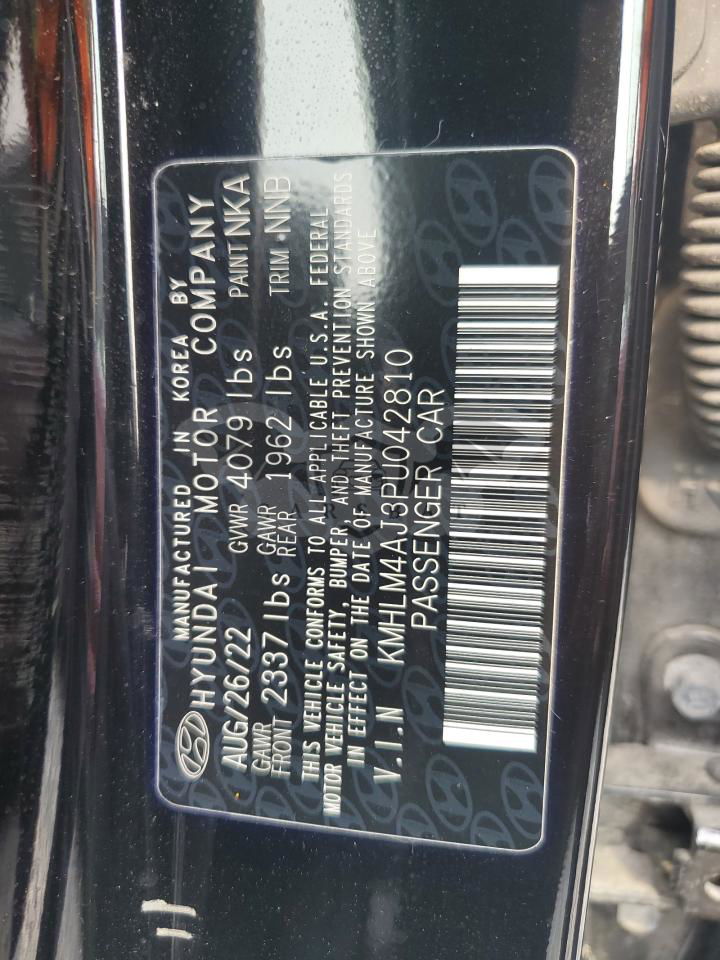 MANUFACTURED IN KOREA BY
HYUNDAI MOTOR COMPANY
AUG/26/22 GVWR 4079 lbs PAINT NKA
GAWR FRONT 2337 lbs GAWR REAR 1962 lbs TRIM NNB
THIS VEHICLE CONFORMS TO ALL APPLICABLE U.S.A. FEDERAL
MOTOR VEHICLE SAFETY, BUMPER, AND THEFT PREVENTION STANDARDS
IN EFFECT ON THE DATE OF MANUFACTURE SHOWN ABOVE
V.I.N KMHLM4AJ3PU042810
PASSENGER CAR